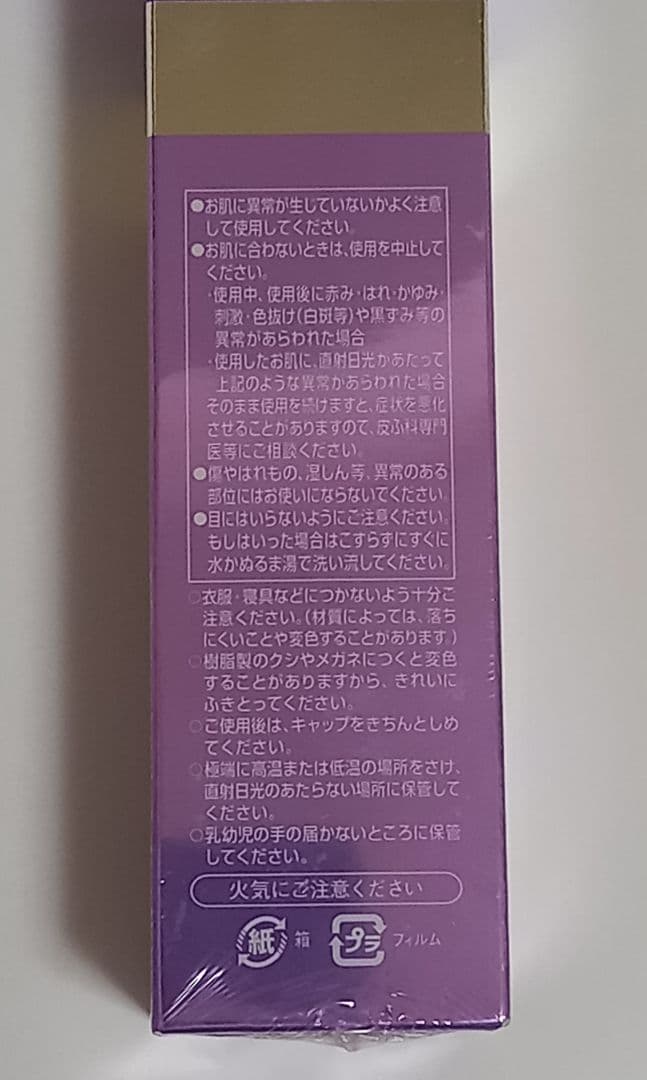 ●お肌に異常が生していないかよく注意
して使用してください。
●お肌に合わないときは、使用を中止して
ください。
・使用中、使用後に赤み・はれ・かゆみ・
刺激・色抜け(白斑等)や黒ずみ等の
異常があらわれた場合
・使用したお肌に、直射日光があたって
上記のような異常があらわれた場合
そのまま使用を続けますと、症状を悪化
させることがありますので、皮ふ科専門
医等にご相談ください。
●傷やはれもの、湿しん等、異常のある
部位にはお使いにならないでください
●目にはいらないようにご注意ください。
もしはいった場合はこすらずにすぐに
水かぬるま湯で洗い流してください。
○衣服・寝具などにつかないよう十分ご
注意ください。(材質によっては、落ち
にくいことや変色することがあります)
○樹脂製のクシやメガネにつくと変色
することがありますから、きれいに
ふきとってください。
○ご使用後は、キャップをきちんとしめ
てください。
○極端に高温または低温の場所をさけ、
直射日光のあたらない場所に保管して
ください。
○乳幼児の手の届かないところに保管
してください。
火気にご注意ください
紙 箱 プラ フィルム